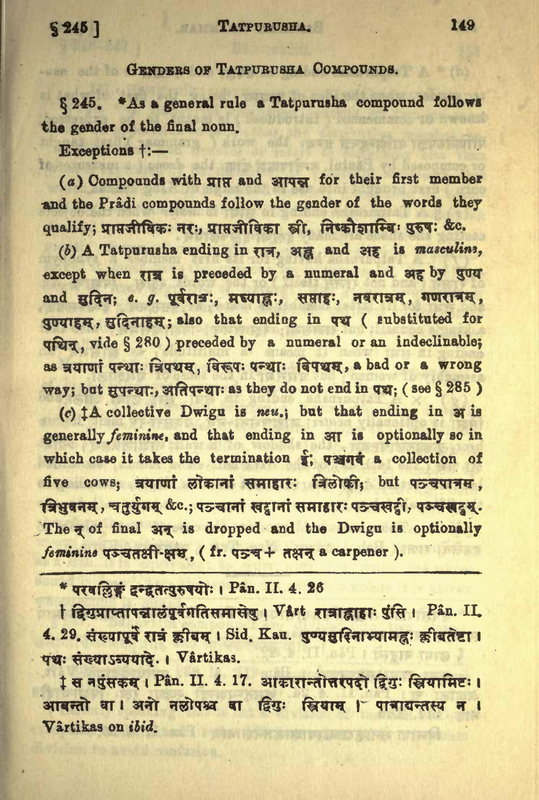 § 245 ] TATPURUSHA. 149
GENDERS OF TATPURUSHA COMPOUNDS.
§ 245. *As a general rule a Tatpurusha compound follows
the gender of the final noun.
Exceptions †:—
(a) Compounds with प्राप्त and आपन्न for their first member
and the Prâdi compounds follow the gender of the words they
qualify; प्राप्तजीविकः नरः, प्राप्तजीविका स्त्री, निष्कौशाम्बिः पुरुषः &c.
(b) A Tatpurusha ending in रात्र, अह्न and अह is masculine,
except when रात्र is preceded by a numeral and अह by पुण्य
and सुदिन; e. g. पूर्वरात्रः, मध्याह्नः, सप्ताहः, नवरात्रम्, गणरात्रम्,
पुण्याहम्, सुदिनाहम्; also that ending in पथ ( substituted for
पथिन्, vide § 280 ) preceded by a numeral or an indeclinable;
as त्रयाणां पन्थाः त्रिपथम्, विरूपः पन्थाः विपथम्, a bad or a wrong
way; but सुपन्थाः, अतिपन्थाः as they do not end in पथ; ( see § 285 )
(c) ‡A collective Dwigu is neu.; but that ending in अ is
generally feminine, and that ending in आ is optionally so in
which case it takes the termination ई; पञ्चगवं a collection of
five cows; त्रयाणां लोकानां समाहारः त्रिलोकी; but पञ्चपात्रम्,
त्रिभुवनम्, चतुर्युगम् &c.; पञ्चानां खट्वानां समाहारः पञ्चखट्वी, पञ्चखट्वम्.
The न् of final अन् is dropped and the Dwigu is optionally
feminine पञ्चतक्षी-क्षम्, ( fr. पञ्च + तक्षन् a carpener ).
* परवल्लिङ्गं द्वन्द्वतत्पुरुषयोः । Pân. II. 4. 26
† द्विगुप्राप्तापन्नालंपूर्वगतिसमासेषु । Vârt रात्राह्नाहाः पुंसि । Pân. II.
4. 29. संख्यापूर्वं रात्रं क्लीबम् । Sid. Kau. पुण्यसुदिनाभ्यामह्नः क्लीबतेष्टा ।
पथः संख्याऽव्ययादेः । Vârtikas.
‡ स नपुंसकम् । Pân. II. 4. 17. आकारान्तोत्तरपदो द्विगुः स्त्रियामिष्टः ।
आबन्तो वा । अनो नलोपश्च वा द्विगुः स्त्रियाम् । पात्राद्यन्तस्य न ।
Vârtikas on ibid.